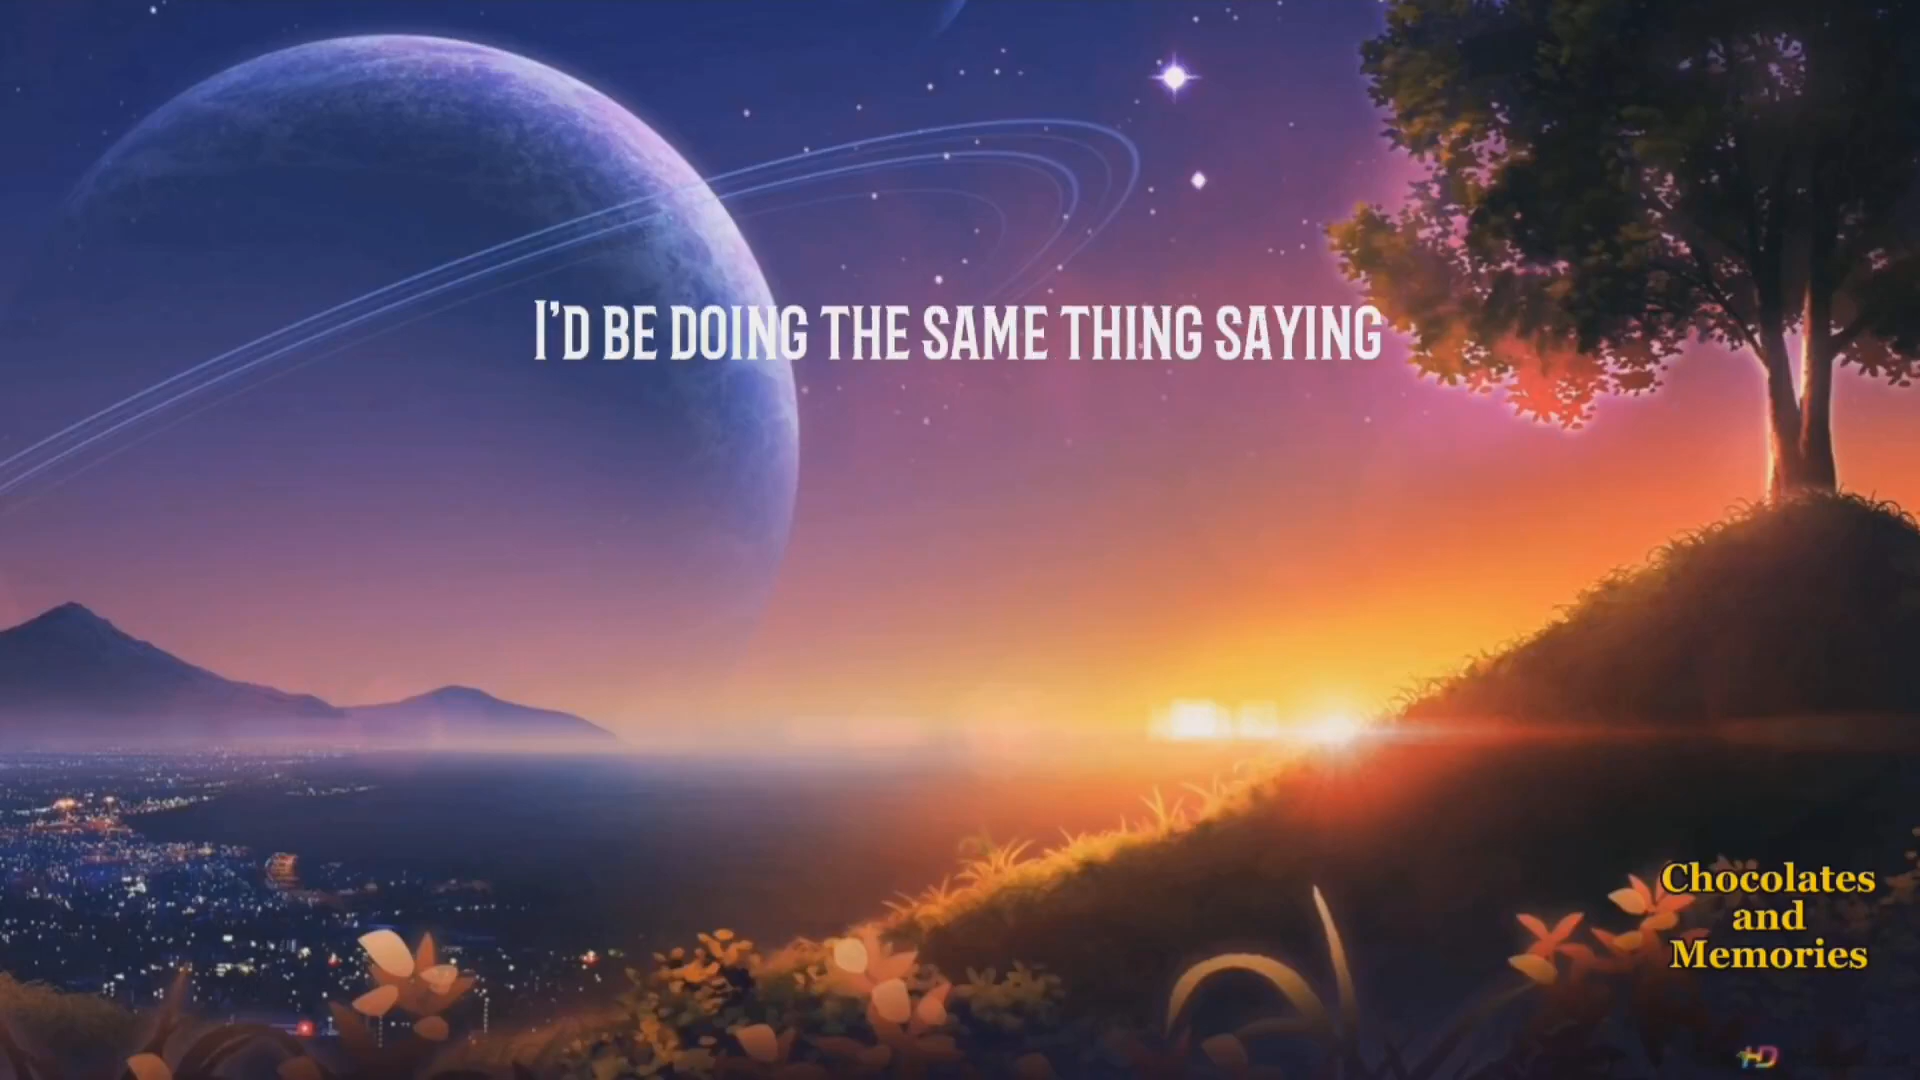 I'D BE DOING THE SAME THING SAYING
Chocolates
and
Memories
HD